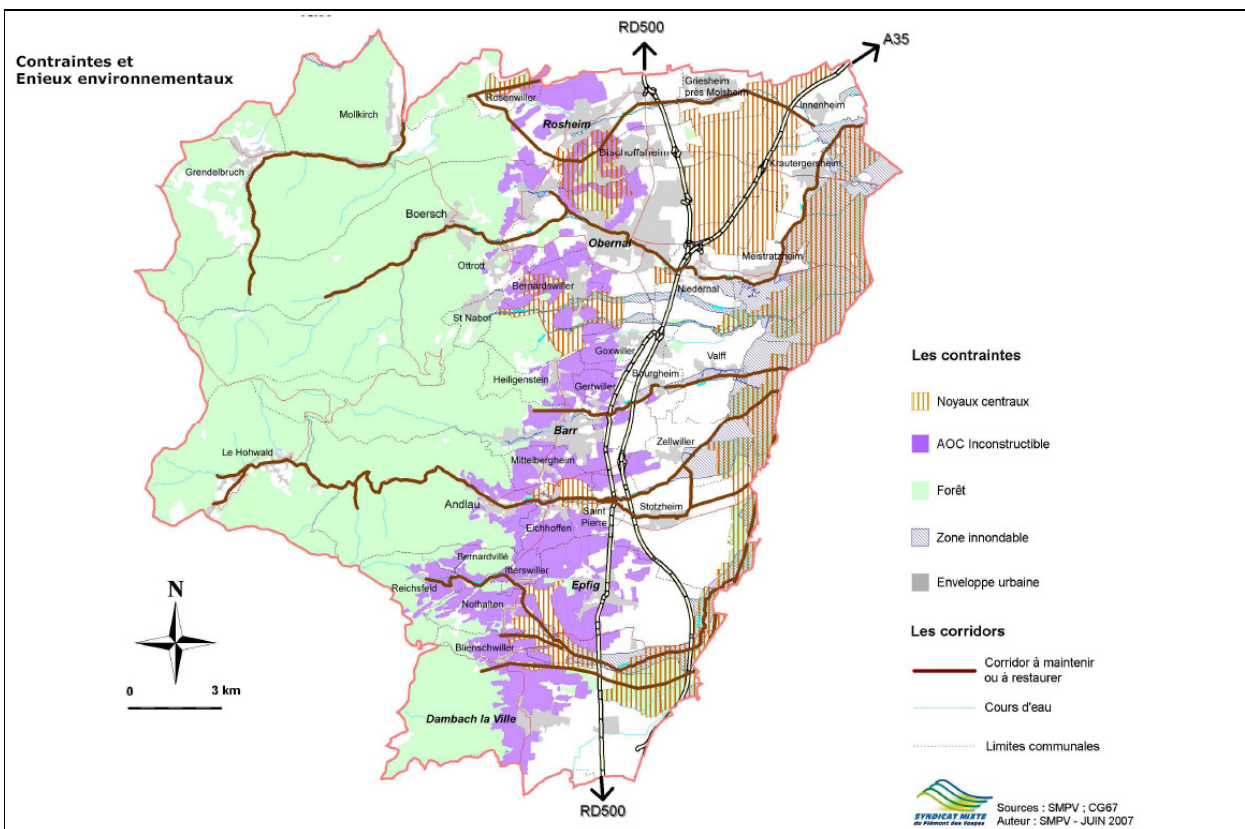 RD500
A35
Contraintes et
Enieux environnementaux
Griesheim
près Molsheim
Rosenwiller
Innenheim
Mollkirch
Rosheim
Bischoffsheim
Krautergersheim
Grendelbruch
Boersch
Obernai
Meistratzheim
Ottrott
Bernardswiller
Niedernai
St Nabor
Goxwiller
Valff
Bourgheim
Heiligenstein
Gertwiller
Barr
Zellwiller
Le Hohwald
Mittelbergheim
Andlau
Saint
Pierre
Stotzheim
Eichhoffen
Bernardvillé
Itterswiller
Epfig
Reichsfeld
Nothalten
Blienschwiller
Dambach la Ville
RD500
N
0 3 km
Les contraintes
Noyaux centraux
AOC Inconstructible
Forêt
Zone innondable
Enveloppe urbaine
Les corridors
Corridor à maintenir
ou à restaurer
Cours d'eau
Limites communales
SYNDICAT MIXTE
du Piémont des Vosges
Sources : SMPV ; CG67
Auteur : SMPV - JUIN 2007